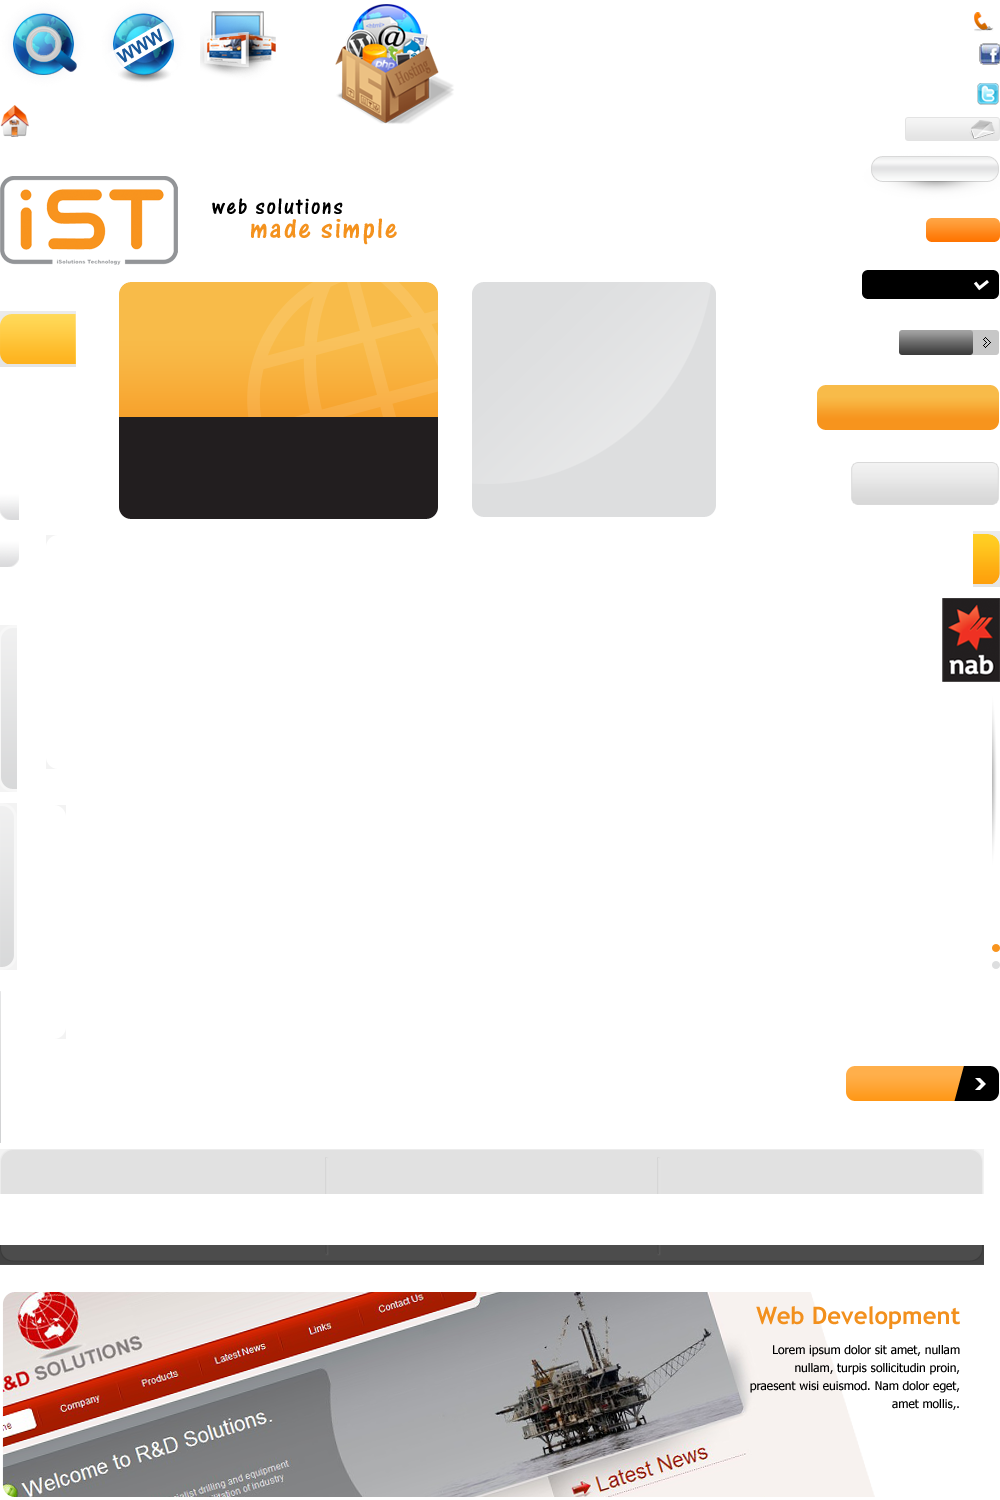 WWW
<html>
@
php
Hosting
iST
iSolutions Technology
web solutions
made simple
nab
R&D SOLUTIONS
Company
Products
Latest News
Links
Contact Us
Welcome to R&D Solutions.
drilling and equipment
of industry
Latest News
Web Development
Lorem ipsum dolor sit amet, nullam
nullam, turpis sollicitudin proin,
praesent wisi euismod. Nam dolor eget,
amet mollis,.